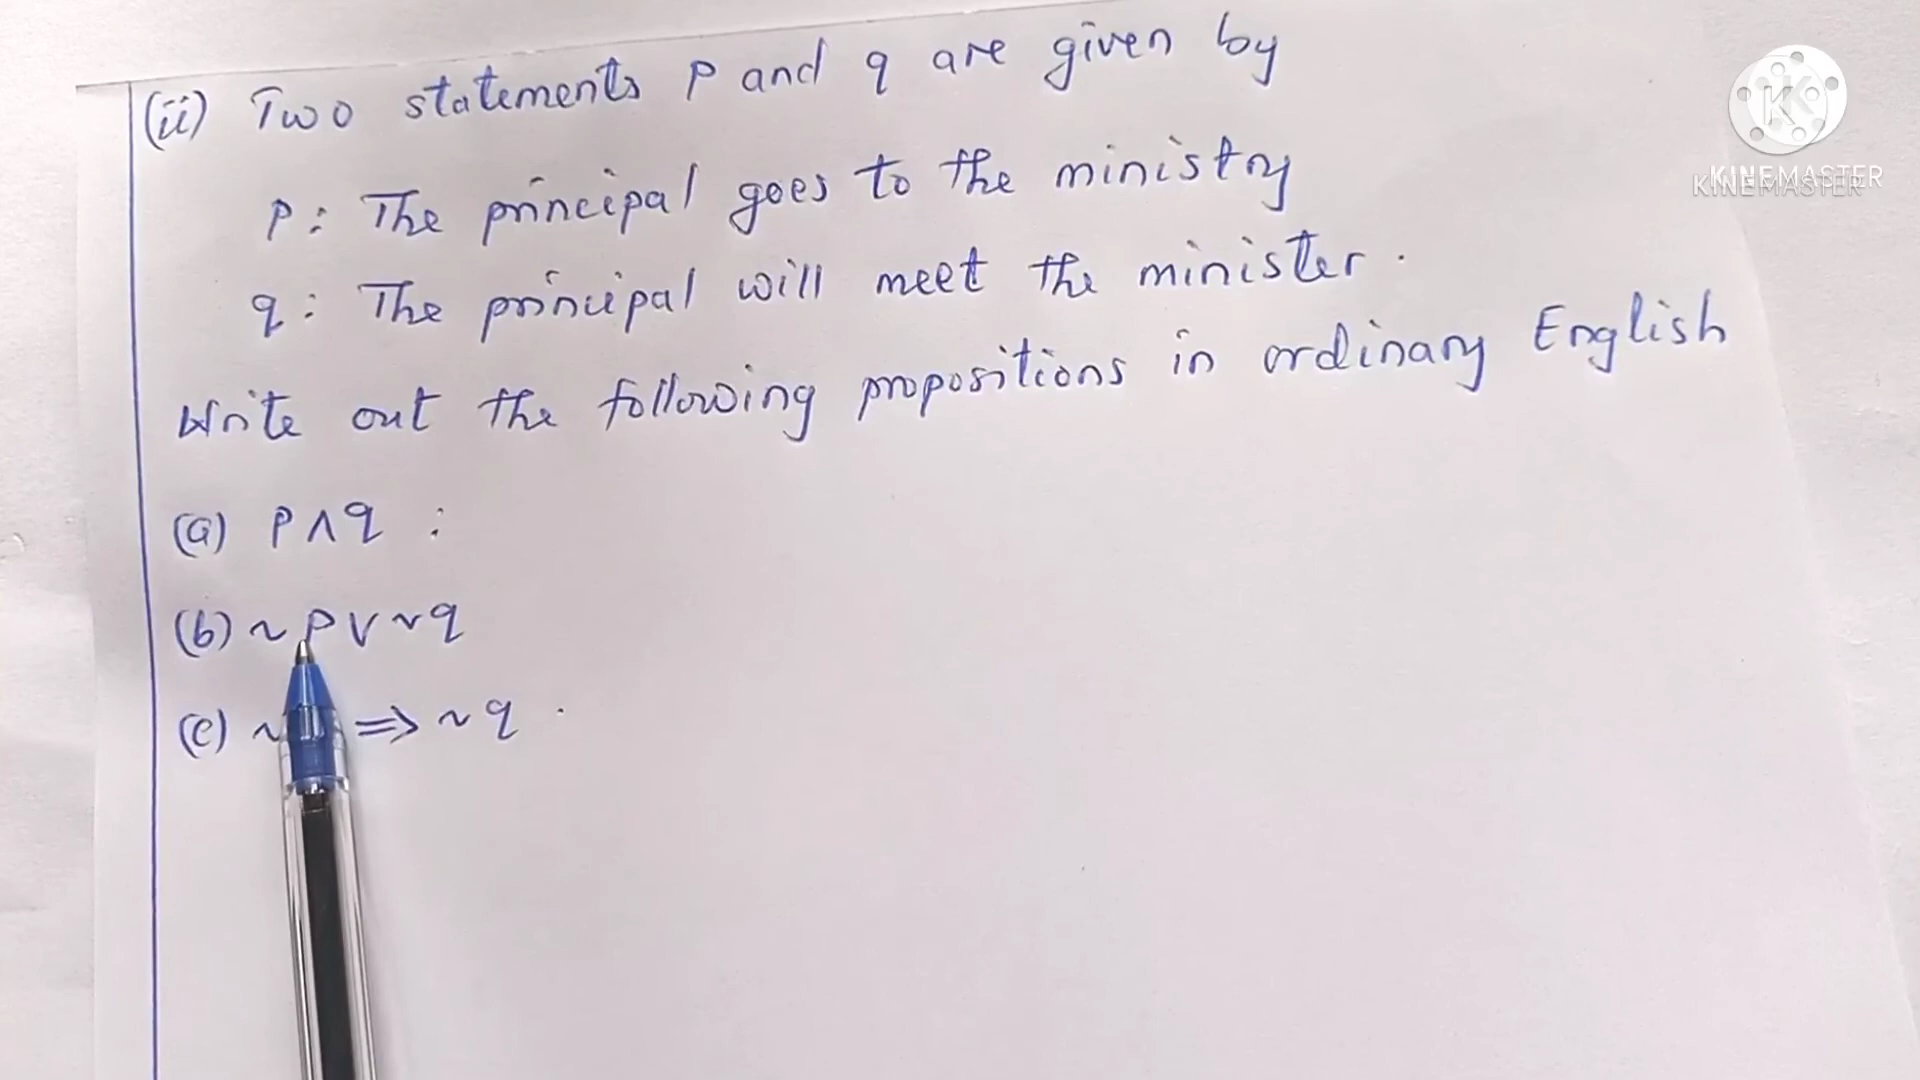 (ii) Two statements p and q are given by
p: The principal goes to the ministry
q: The principal will meet the minister.
Write out the following propositions in ordinary English
(a) p ∧ q :
(b) ~p ∨ ~q
(c) ~ ⇒ ~q.
K
KINEMASTER
KINEMASTER